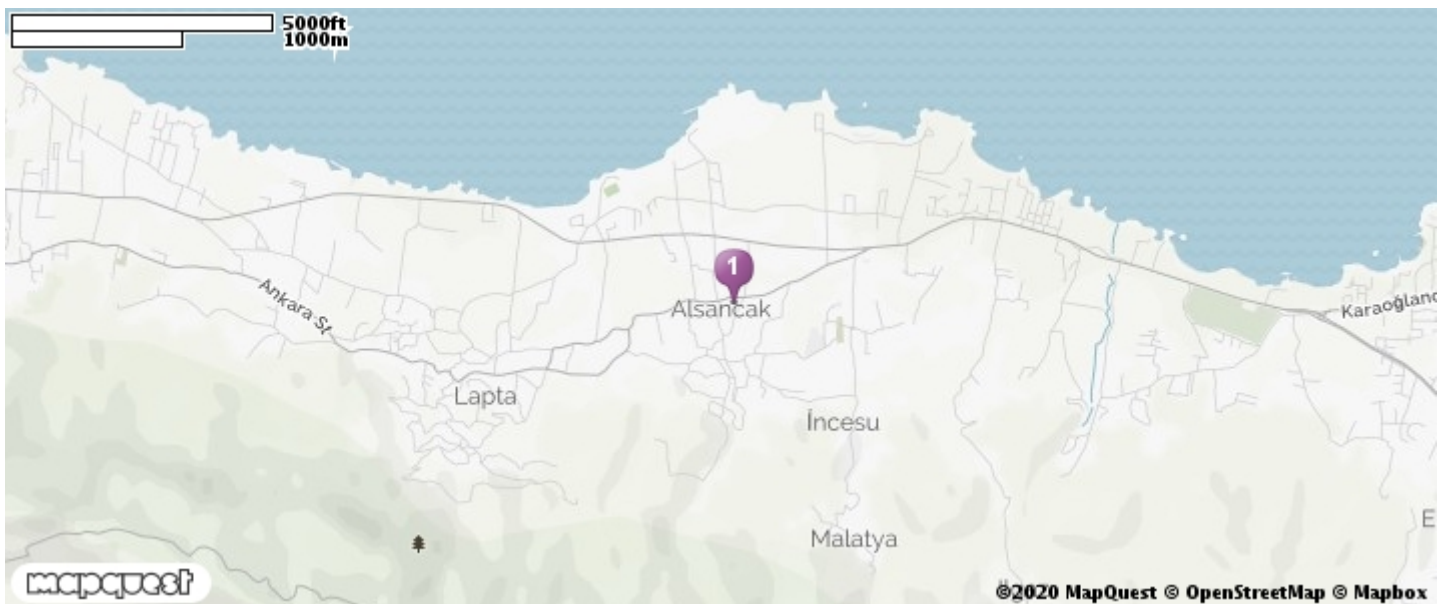 5000ft
1000m
1
Ankara St
Alsancak
Karaoğlano
Lapta
İncesu
Malatya
E
mapquest
©2020 MapQuest © OpenStreetMap © Mapbox